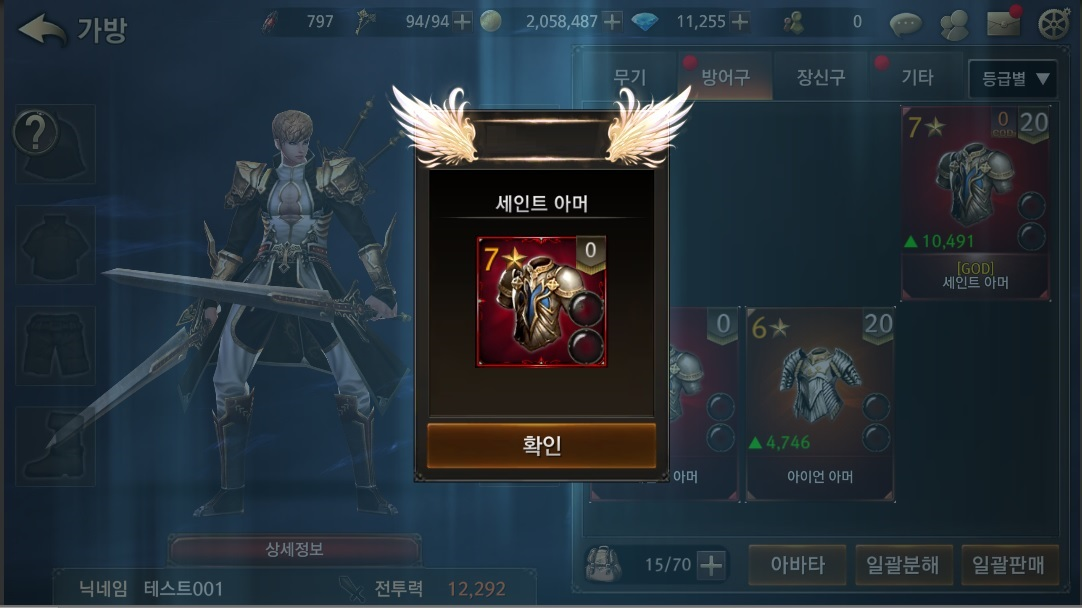 가방
797
94/94
2,058,487
11,255
0
무기
방어구
장신구
기타
등급별 ▼
?
7
0
GOD
20
10,491
[GOD]
세인트 아머
세인트 아머
7
0
확인
0
아머
6
20
4,746
아이언 아머
상세정보
닉네임 테스트001
전투력 12,292
15/70
아바타
일괄분해
일괄판매